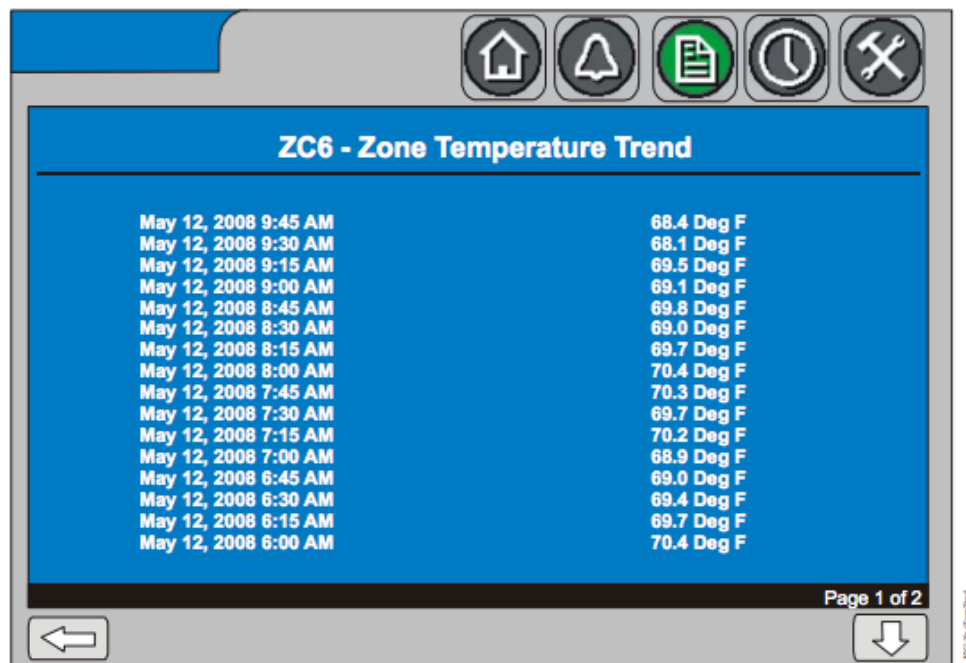 ZC6 - Zone Temperature Trend
May 12, 2008 9:45 AM 68.4 Deg F
May 12, 2008 9:30 AM 68.1 Deg F
May 12, 2008 9:15 AM 69.5 Deg F
May 12, 2008 9:00 AM 69.1 Deg F
May 12, 2008 8:45 AM 69.8 Deg F
May 12, 2008 8:30 AM 69.0 Deg F
May 12, 2008 8:15 AM 69.7 Deg F
May 12, 2008 8:00 AM 70.4 Deg F
May 12, 2008 7:45 AM 70.3 Deg F
May 12, 2008 7:30 AM 69.7 Deg F
May 12, 2008 7:15 AM 70.2 Deg F
May 12, 2008 7:00 AM 68.9 Deg F
May 12, 2008 6:45 AM 69.0 Deg F
May 12, 2008 6:30 AM 69.4 Deg F
May 12, 2008 6:15 AM 69.7 Deg F
May 12, 2008 6:00 AM 70.4 Deg F
Page 1 of 2